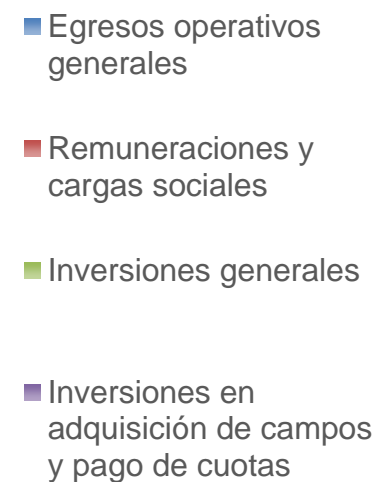 Egresos operativos
generales
Remuneraciones y
cargas sociales
Inversiones generales
Inversiones en
adquisición de campos
y pago de cuotas